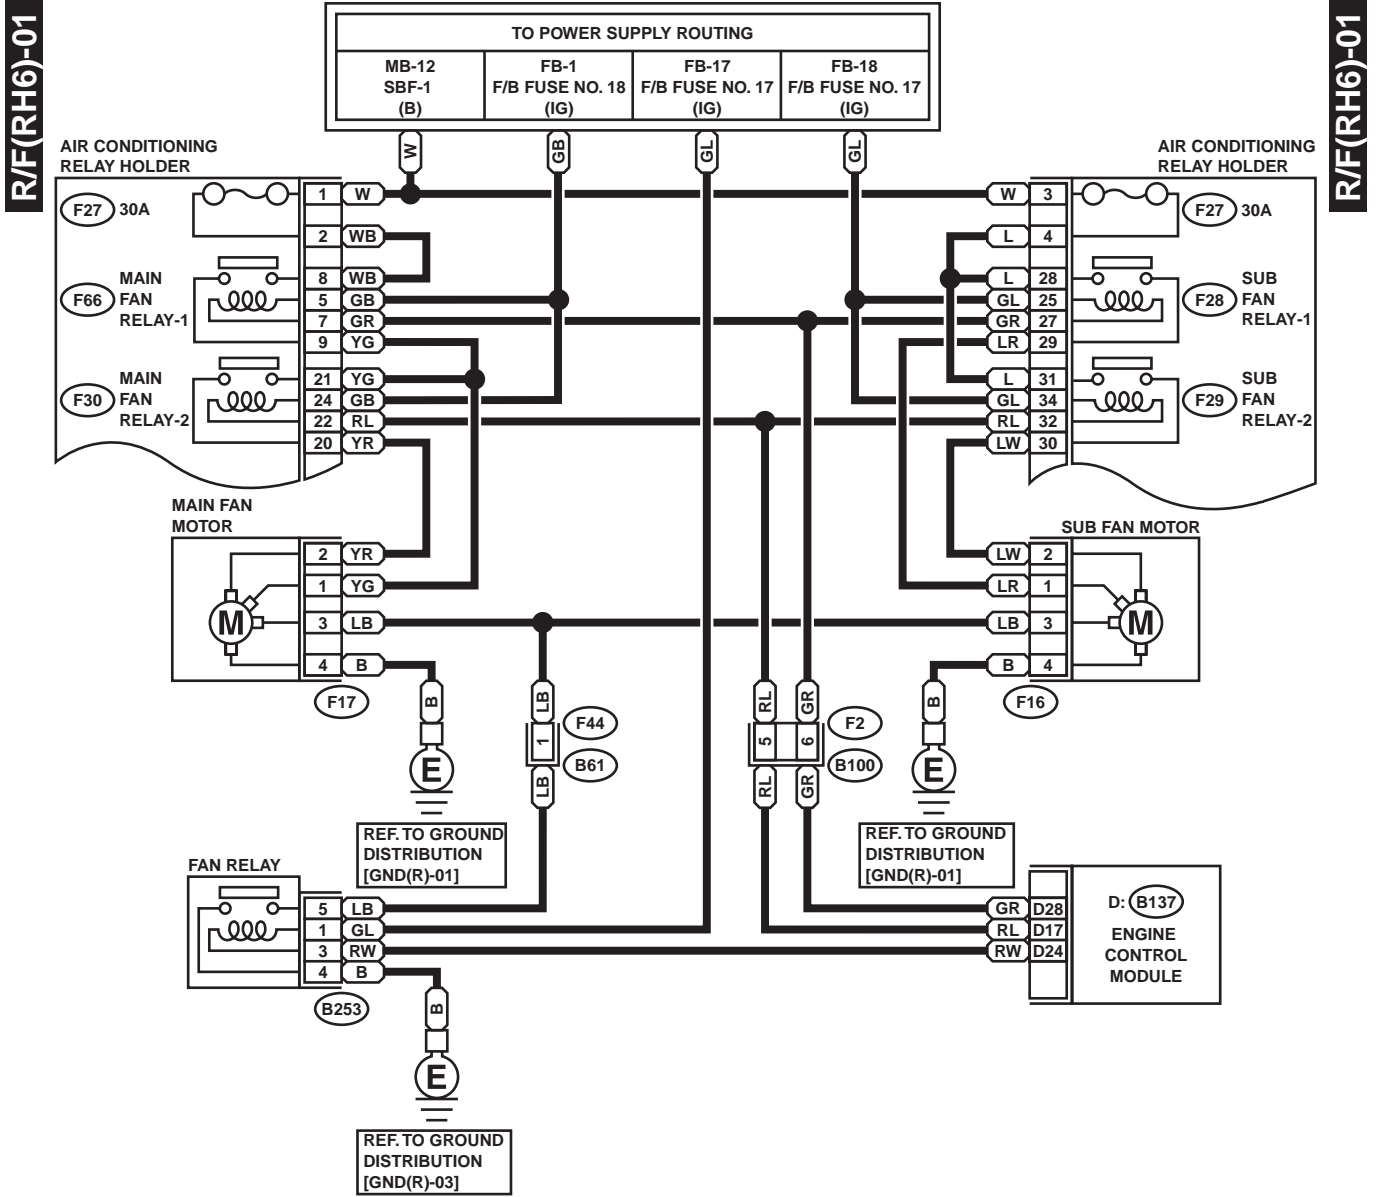 R/F(RH6)-01
R/F(RH6)-01
TO POWER SUPPLY ROUTING
MB-12
SBF-1
(B)
FB-1
F/B FUSE NO. 18
(IG)
FB-17
F/B FUSE NO. 17
(IG)
FB-18
F/B FUSE NO. 17
(IG)
W
GB
GL
GL
AIR CONDITIONING
RELAY HOLDER
F27 30A
F66
MAIN
FAN
RELAY-1
F30
MAIN
FAN
RELAY-2
1 W
2 WB
8 WB
5 GB
7 GR
9 YG
21 YG
24 GB
22 RL
20 YR
AIR CONDITIONING
RELAY HOLDER
W 3
L 4
L 28
GL 25
GR 27
LR 29
L 31
GL 34
RL 32
LW 30
F27 30A
F28
SUB
FAN
RELAY-1
F29
SUB
FAN
RELAY-2
MAIN FAN
MOTOR
M
2 YR
1 YG
3 LB
4 B
F17
SUB FAN MOTOR
LW 2
LR 1
LB 3
B 4
M
F16
B
E
REF. TO GROUND
DISTRIBUTION
[GND(R)-01]
LB
1
LB
F44
B61
RL
GR
5
6
RL
GR
F2
B100
B
E
REF. TO GROUND
DISTRIBUTION
[GND(R)-01]
FAN RELAY
5 LB
1 GL
3 RW
4 B
B253
B
E
REF. TO GROUND
DISTRIBUTION
[GND(R)-03]
GR D28
RL D17
RW D24
D: B137
ENGINE
CONTROL
MODULE